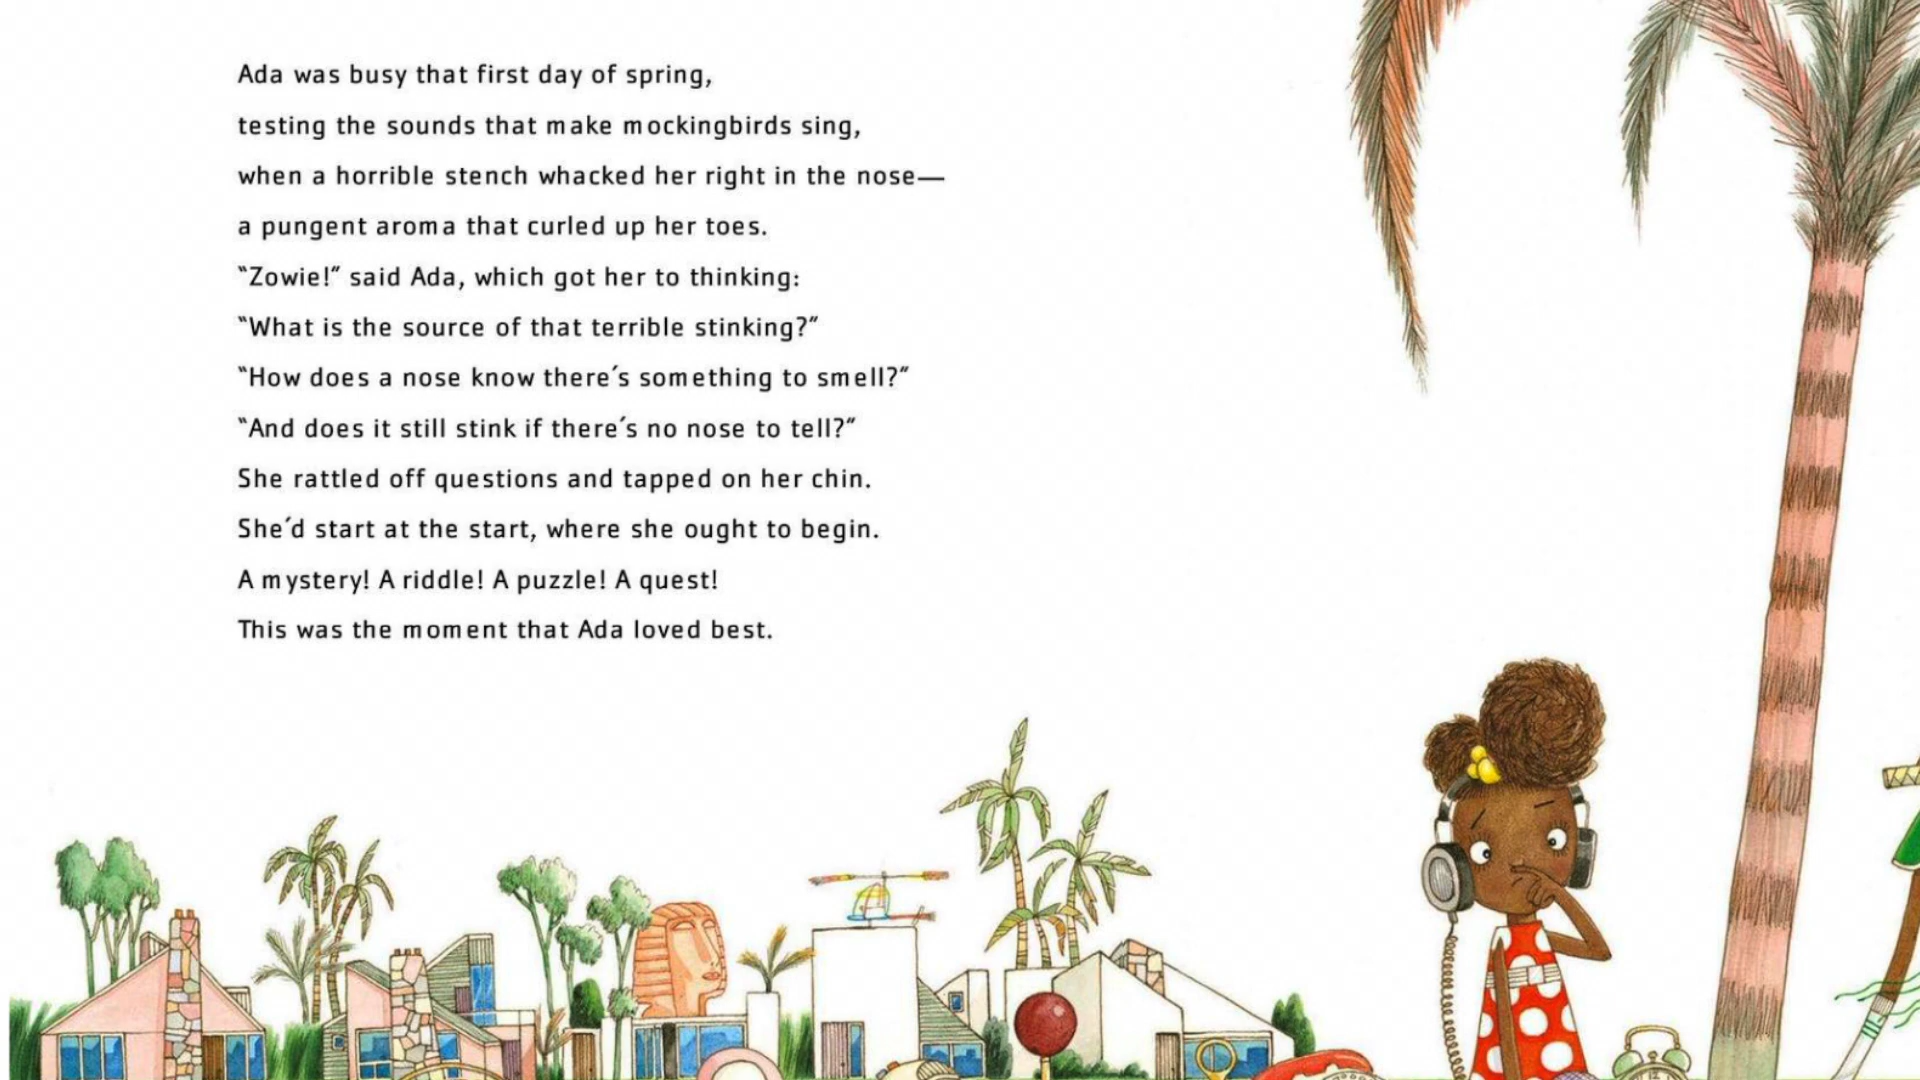 Ada was busy that first day of spring,
testing the sounds that make mockingbirds sing,
when a horrible stench whacked her right in the nose—
a pungent aroma that curled up her toes.
“Zowie!” said Ada, which got her to thinking:
“What is the source of that terrible stinking?”
“How does a nose know there’s something to smell?”
“And does it still stink if there’s no nose to tell?”
She rattled off questions and tapped on her chin.
She’d start at the start, where she ought to begin.
A mystery! A riddle! A puzzle! A quest!
This was the moment that Ada loved best.